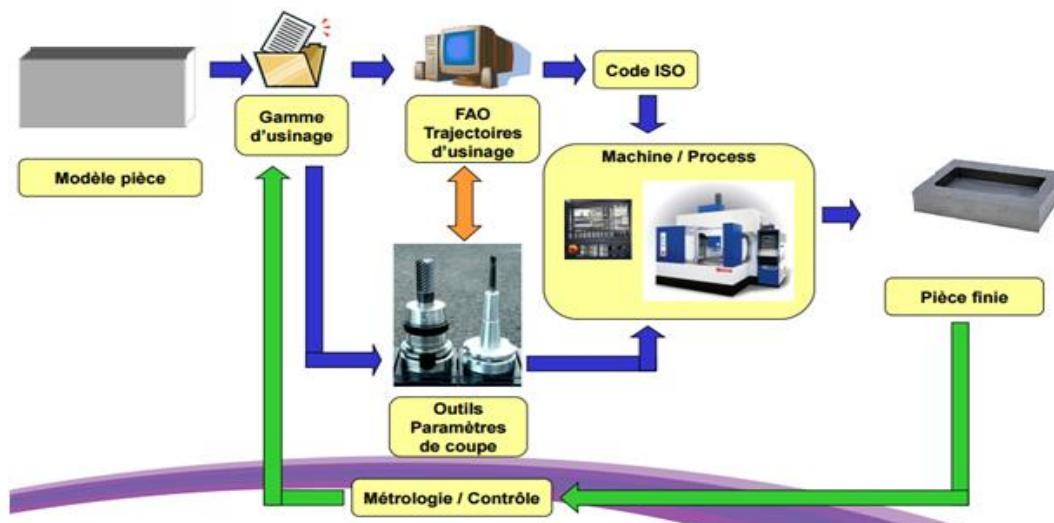 Modèle pièce
Gamme
d'usinage
FAO
Trajectoires
d'usinage
Code ISO
Machine / Process
Pièce finie
Outils
Paramètres
de coupe
Métrologie / Contrôle